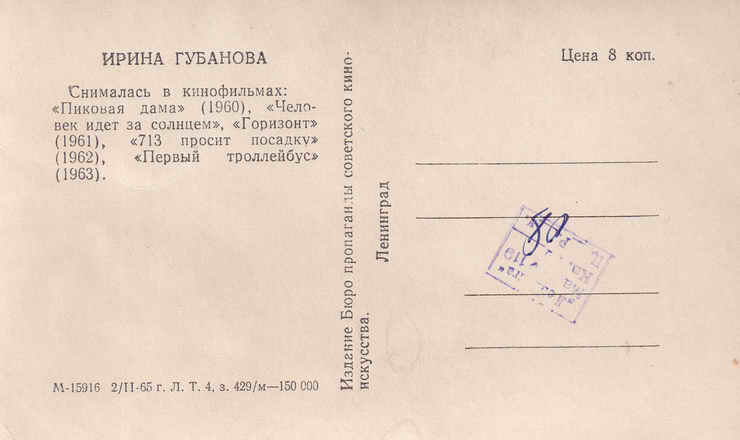 ИРИНА ГУБАНОВА
Снималась в кинофильмах:
«Пиковая дама» (1960), «Чело-
век идет за солнцем», «Горизонт»
(1961), «713 просит посадку»
(1962), «Первый троллейбус»
(1963).
М-15916 2/II-65 г. Л. Т. 4, з. 429/м—150 000
Издание Бюро пропаганды советского кино-
искусства.
Ленинград
Цена 8 коп.
80
119